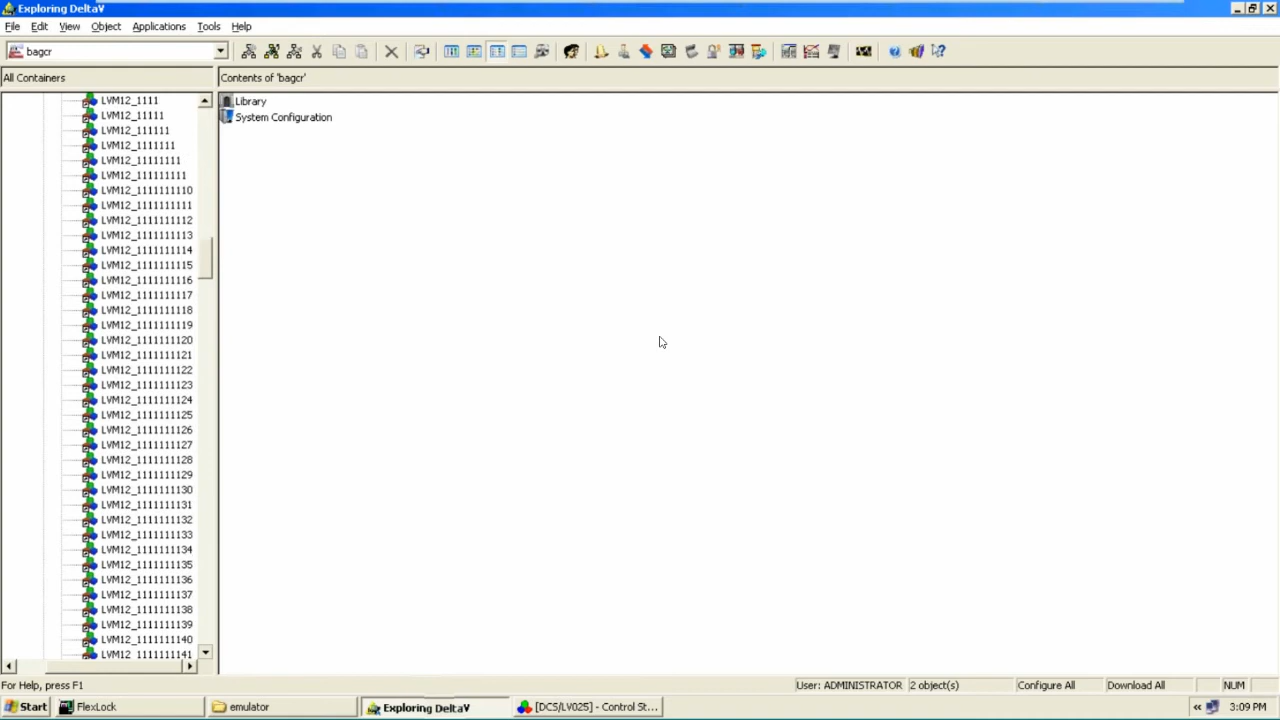 Exploring DeltaV
File Edit View Object Applications Tools Help
bagcr
All Containers
Contents of 'bagcr'
LVM12_1111
LVM12_11111
LVM12_111111
LVM12_1111111
LVM12_11111111
LVM12_111111111
LVM12_1111111110
LVM12_1111111111
LVM12_1111111112
LVM12_1111111113
LVM12_1111111114
LVM12_1111111115
LVM12_1111111116
LVM12_1111111117
LVM12_1111111118
LVM12_1111111119
LVM12_1111111120
LVM12_1111111121
LVM12_1111111122
LVM12_1111111123
LVM12_1111111124
LVM12_1111111125
LVM12_1111111126
LVM12_1111111127
LVM12_1111111128
LVM12_1111111129
LVM12_1111111130
LVM12_1111111131
LVM12_1111111132
LVM12_1111111133
LVM12_1111111134
LVM12_1111111135
LVM12_1111111136
LVM12_1111111137
LVM12_1111111138
LVM12_1111111139
LVM12_1111111140
LVM12_1111111141
Library
System Configuration
For Help, press F1
User: ADMINISTRATOR 2 object(s) Configure All Download All NUM
Start FlexLock emulator Exploring DeltaV [DCS/LV025] - Control St... « 3:09 PM